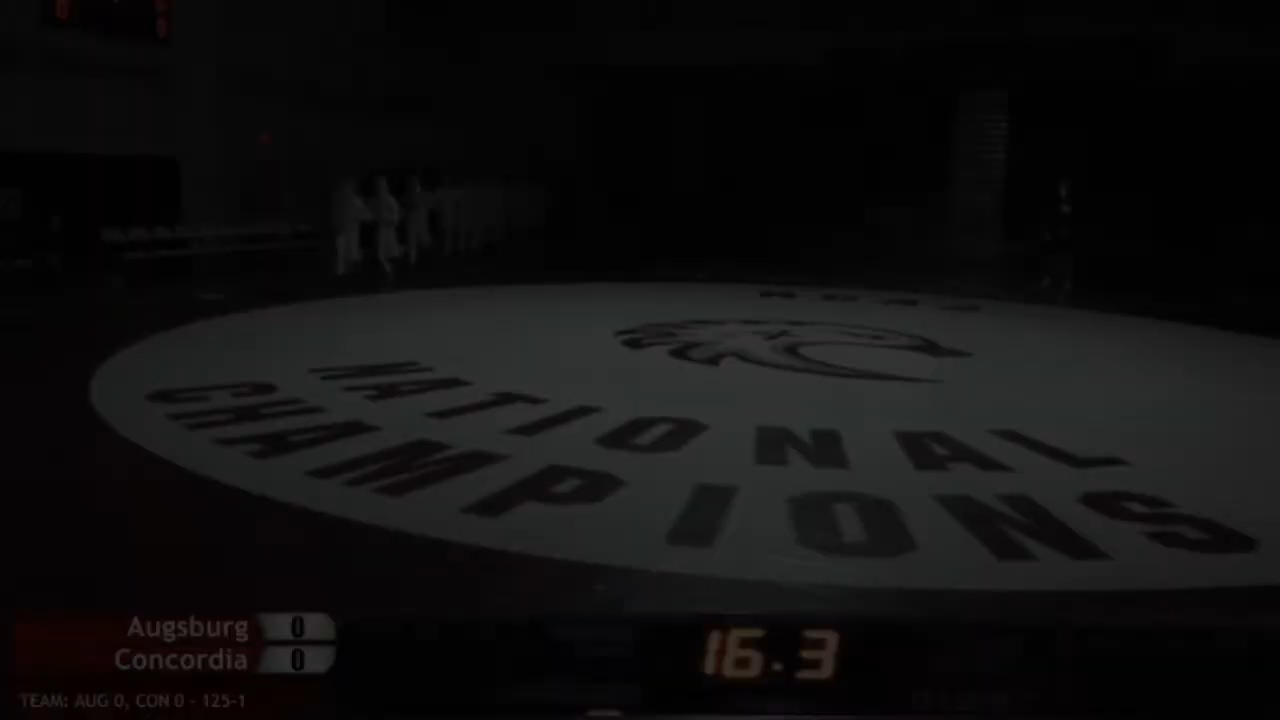 NATIONAL
CHAMPIONS
Augsburg 0
Concordia 0
16.3
TEAM: AUG 0, CON 0 - 125-1